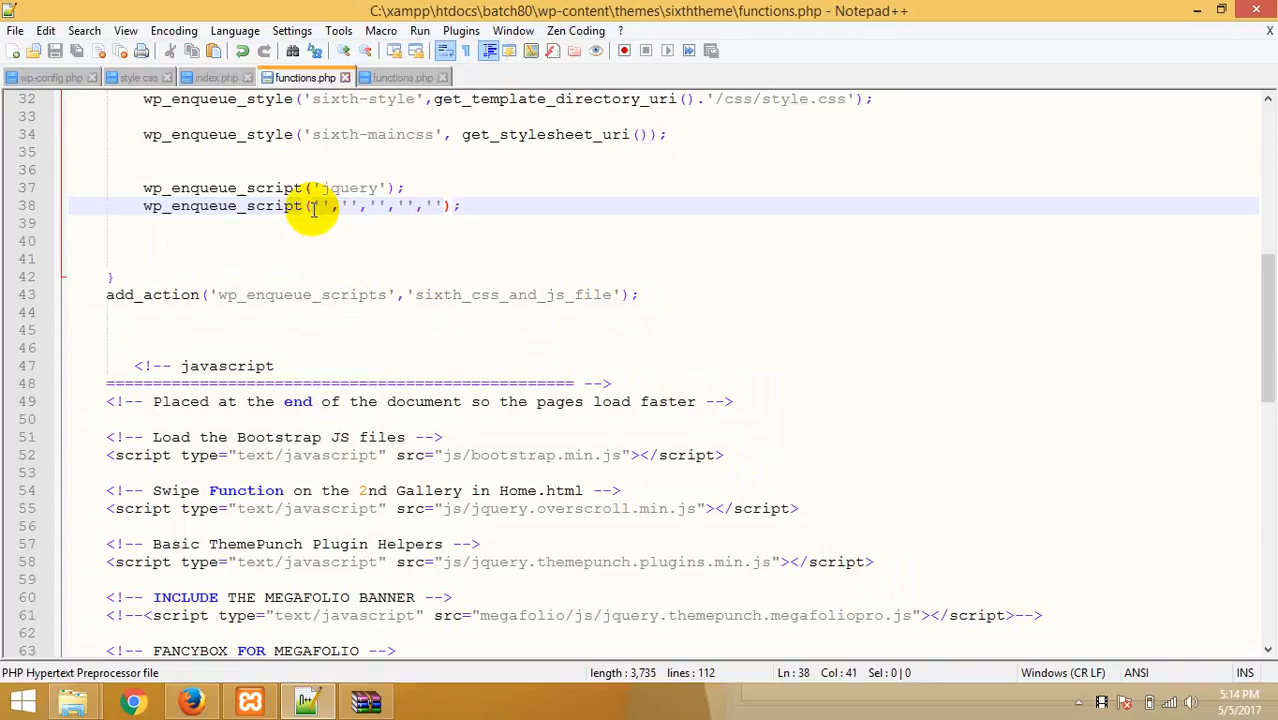 C:\xampp\htdocs\batch80\wp-content\themes\sixththeme\functions.php - Notepad++
File Edit Search View Encoding Language Settings Tools Macro Run Plugins Window Zen Coding ?
X
wp-config.php style.css index.php functions.php functions.php
32 wp_enqueue_style('sixth-style',get_template_directory_uri().'/css/style.css');
33
34 wp_enqueue_style('sixth-maincss', get_stylesheet_uri());
35
36
37 wp_enqueue_script('jquery');
38 wp_enqueue_script('','','','','');
39
40
41
42 }
43 add_action('wp_enqueue_scripts','sixth_css_and_js_file');
44
45
46
47 <!-- javascript
48 ================================================== -->
49 <!-- Placed at the end of the document so the pages load faster -->
50
51 <!-- Load the Bootstrap JS files -->
52 <script type="text/javascript" src="js/bootstrap.min.js"></script>
53
54 <!-- Swipe Function on the 2nd Gallery in Home.html -->
55 <script type="text/javascript" src="js/jquery.overscroll.min.js"></script>
56
57 <!-- Basic ThemePunch Plugin Helpers -->
58 <script type="text/javascript" src="js/jquery.themepunch.plugins.min.js"></script>
59
60 <!-- INCLUDE THE MEGAFOLIO BANNER -->
61 <!--<script type="text/javascript" src="megafolio/js/jquery.themepunch.megafoliopro.js"></script>-->
62
63 <!-- FANCYBOX FOR MEGAFOLIO -->
PHP Hypertext Preprocessor file length : 3,735 lines : 112 Ln : 38 Col : 41 Sel : 0 | 0 Windows (CR LF) ANSI INS
5:14 PM
5/5/2017